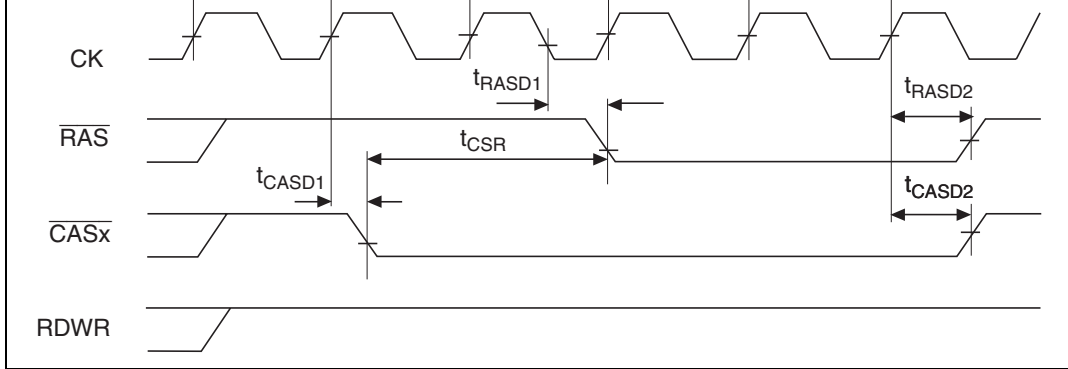 CK
tRASD1
tRASD2
RAS
tCSR
tCASD1
tCASD2
CASx
RDWR